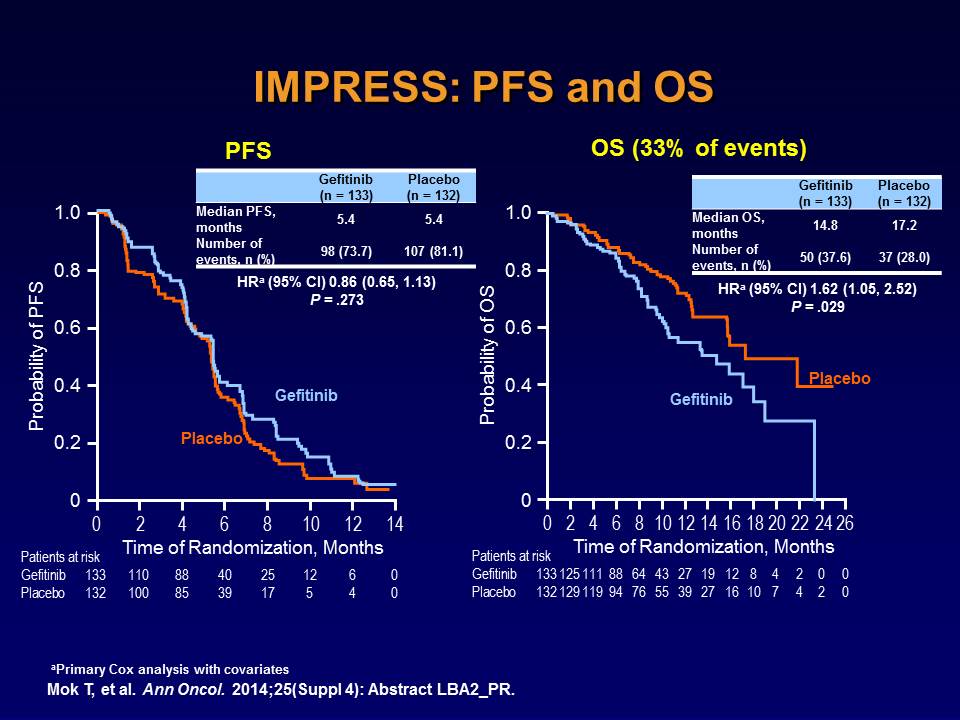 IMPRESS: PFS and OS
PFS
Gefitinib Placebo
(n = 133) (n = 132)
Median PFS,
months 5.4 5.4
Number of
events, n (%) 98 (73.7) 107 (81.1)
HRᵃ (95% CI) 0.86 (0.65, 1.13)
P = .273
Probability of PFS
1.0
0.8
0.6
0.4
0.2
0
Gefitinib
Placebo
0 2 4 6 8 10 12 14
Time of Randomization, Months
Patients at risk
Gefitinib 133 110 88 40 25 12 6 0
Placebo 132 100 85 39 17 5 4 0
OS (33% of events)
Gefitinib Placebo
(n = 133) (n = 132)
Median OS,
months 14.8 17.2
Number of
events, n (%) 50 (37.6) 37 (28.0)
HRᵃ (95% CI) 1.62 (1.05, 2.52)
P = .029
Probability of OS
1.0
0.8
0.6
0.4
0.2
0
Placebo
Gefitinib
0 2 4 6 8 10 12 14 16 18 20 22 24 26
Time of Randomization, Months
Patients at risk
Gefitinib 133 125 111 88 64 43 27 19 12 8 4 2 0 0
Placebo 132 129 119 94 76 55 39 27 16 10 7 4 2 0
ᵃPrimary Cox analysis with covariates
Mok T, et al. Ann Oncol. 2014;25(Suppl 4): Abstract LBA2_PR.